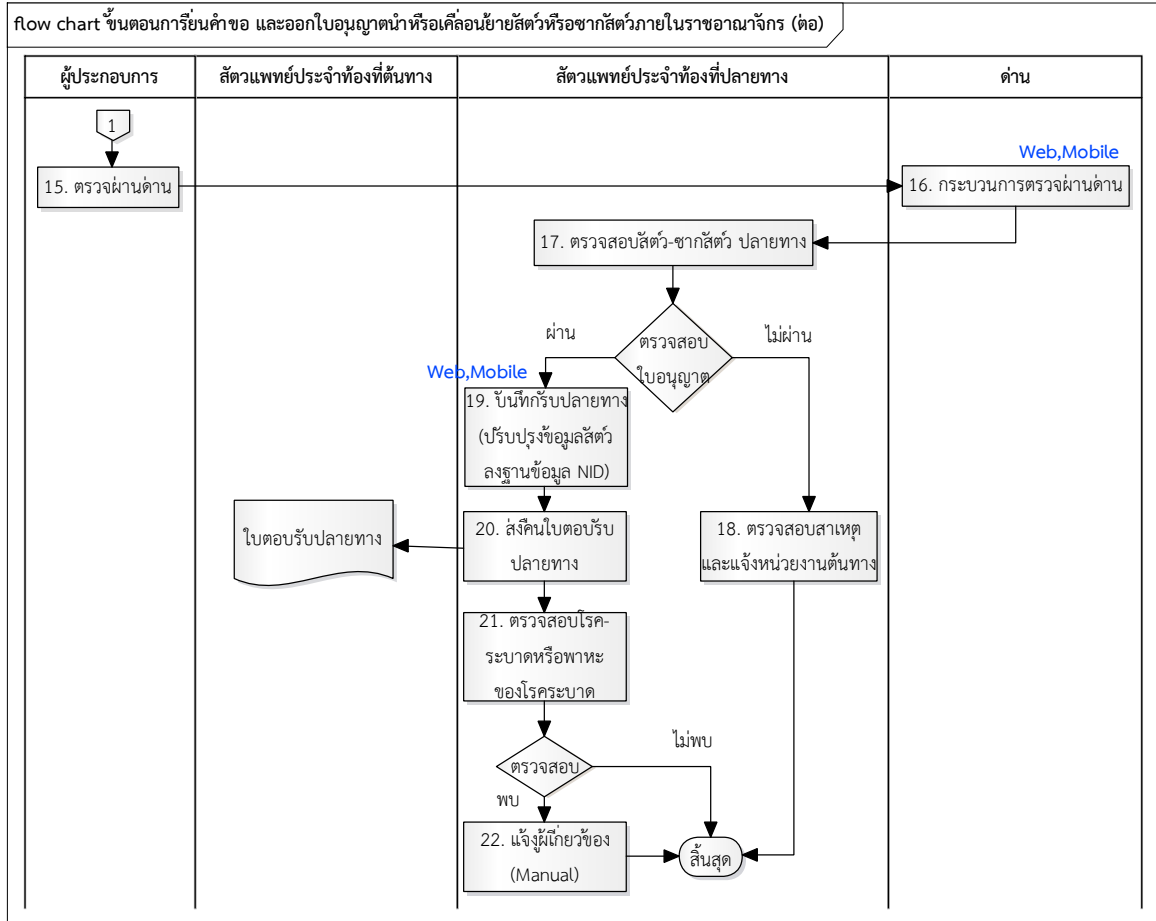 flow chart ขั้นตอนการยื่นคำขอ และออกใบอนุญาตนำหรือเคลื่อนย้ายสัตว์หรือซากสัตว์ภายในราชอาณาจักร (ต่อ)
ผู้ประกอบการ
สัตวแพทย์ประจำท้องที่ต้นทาง
สัตวแพทย์ประจำท้องที่ปลายทาง
ด่าน
1
Web,Mobile
15. ตรวจผ่านด่าน
16. กระบวนการตรวจผ่านด่าน
17. ตรวจสอบสัตว์-ซากสัตว์ ปลายทาง
ผ่าน
ไม่ผ่าน
ตรวจสอบ
ใบอนุญาต
Web,Mobile
19. บันทึกรับปลายทาง
(ปรับปรุงข้อมูลสัตว์
ลงฐานข้อมูล NID)
ใบตอบรับปลายทาง
20. ส่งคืนใบตอบรับ
ปลายทาง
18. ตรวจสอบสาเหตุ
และแจ้งหน่วยงานต้นทาง
21. ตรวจสอบโรค-
ระบาดหรือพาหะ
ของโรคระบาด
ไม่พบ
ตรวจสอบ
พบ
22. แจ้งผู้เกี่ยวข้อง
(Manual)
สิ้นสุด